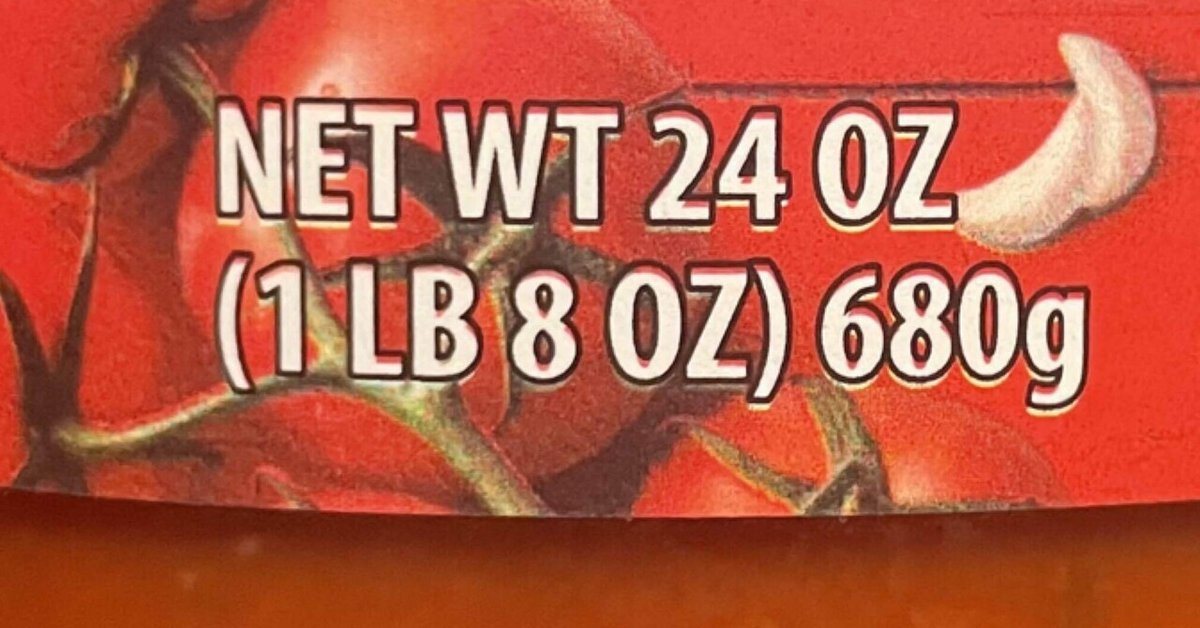 NET WT 24 OZ
(1 LB 8 OZ) 680g